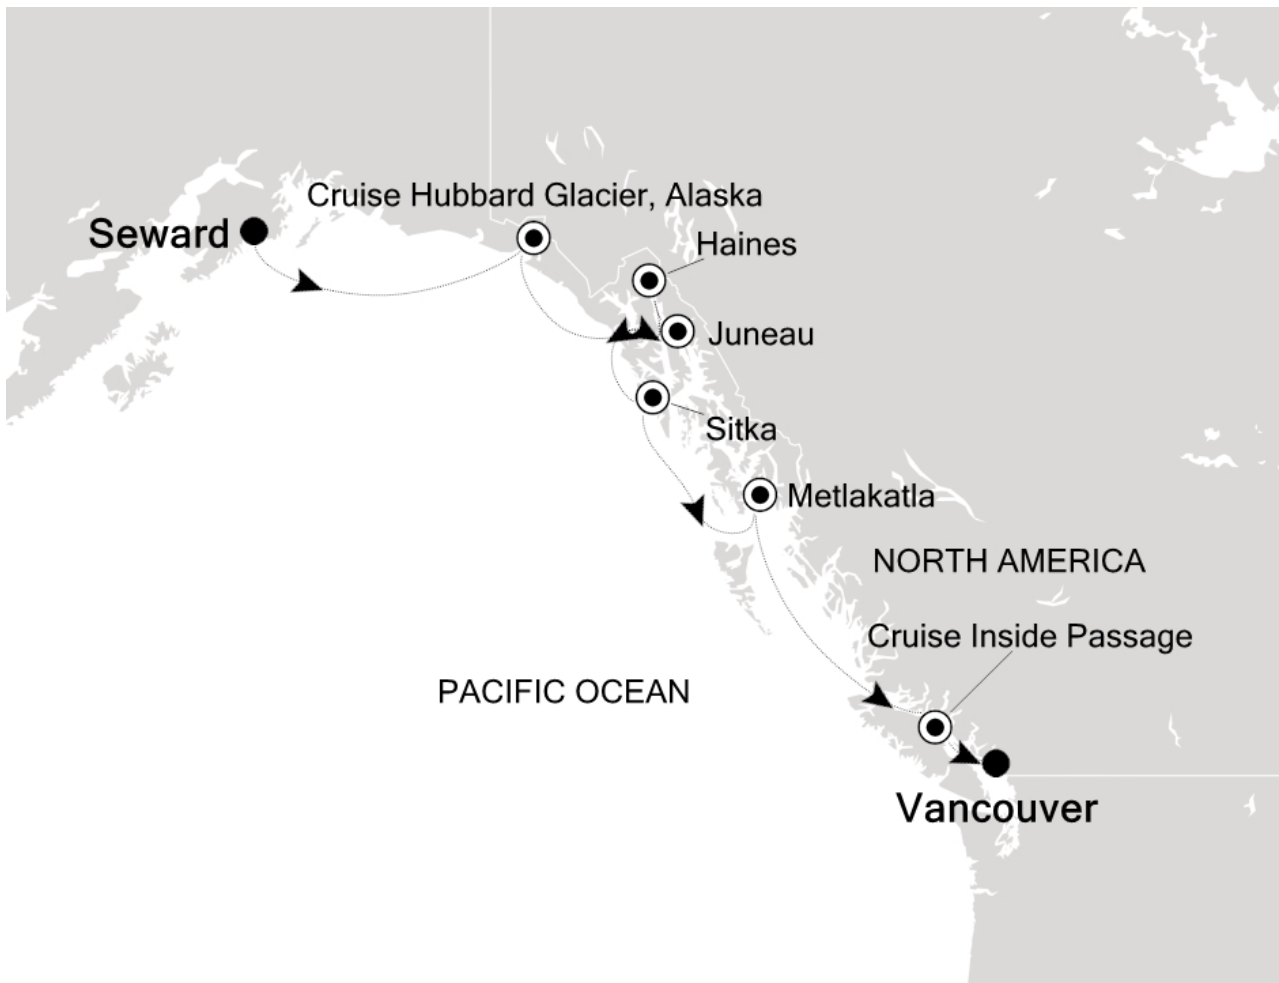 Cruise Hubbard Glacier, Alaska
Seward
Haines
Juneau
Sitka
Metlakatla
NORTH AMERICA
Cruise Inside Passage
PACIFIC OCEAN
Vancouver